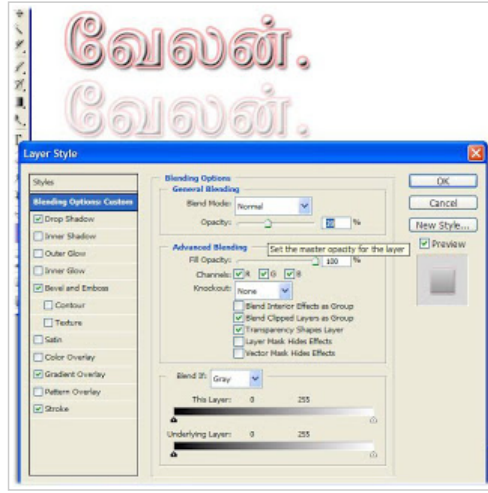 வேலன்.
வேலன்.
Layer Style
Styles
Blending Options: Custom
Drop Shadow
Inner Shadow
Outer Glow
Inner Glow
Bevel and Emboss
Contour
Texture
Satin
Color Overlay
Gradient Overlay
Pattern Overlay
Stroke
Blending Options
General Blending
Blend Mode: Normal
Opacity: %
Advanced Blending
Set the master opacity for the layer
Fill Opacity: 100 %
Channels: R G B
Knockout: None
Blend Interior Effects as Group
Blend Clipped Layers as Group
Transparency Shapes Layer
Layer Mask Hides Effects
Vector Mask Hides Effects
Blend If: Gray
This Layer: 0 255
Underlying Layer: 0 255
OK
Cancel
New Style...
Preview